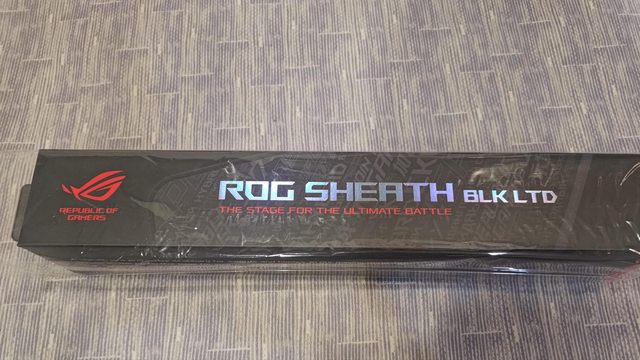 REPUBLIC OF
GAMERS
ROG SHEATH BLK LTD
THE STAGE FOR THE ULTIMATE BATTLE